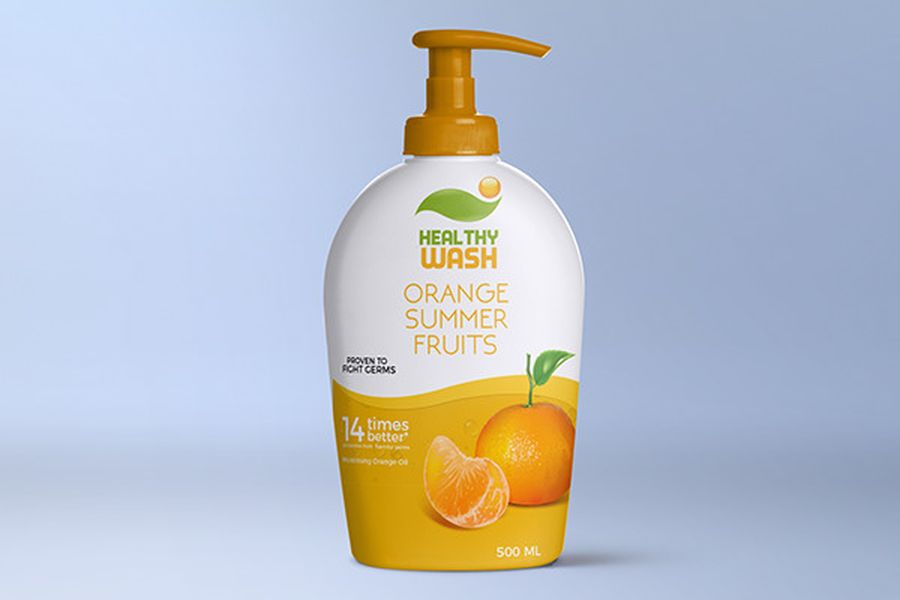 HEALTHY
WASH
ORANGE
SUMMER
FRUITS
PROVEN TO
FIGHT GERMS
14 times
better*
Orange Oil
500 ML